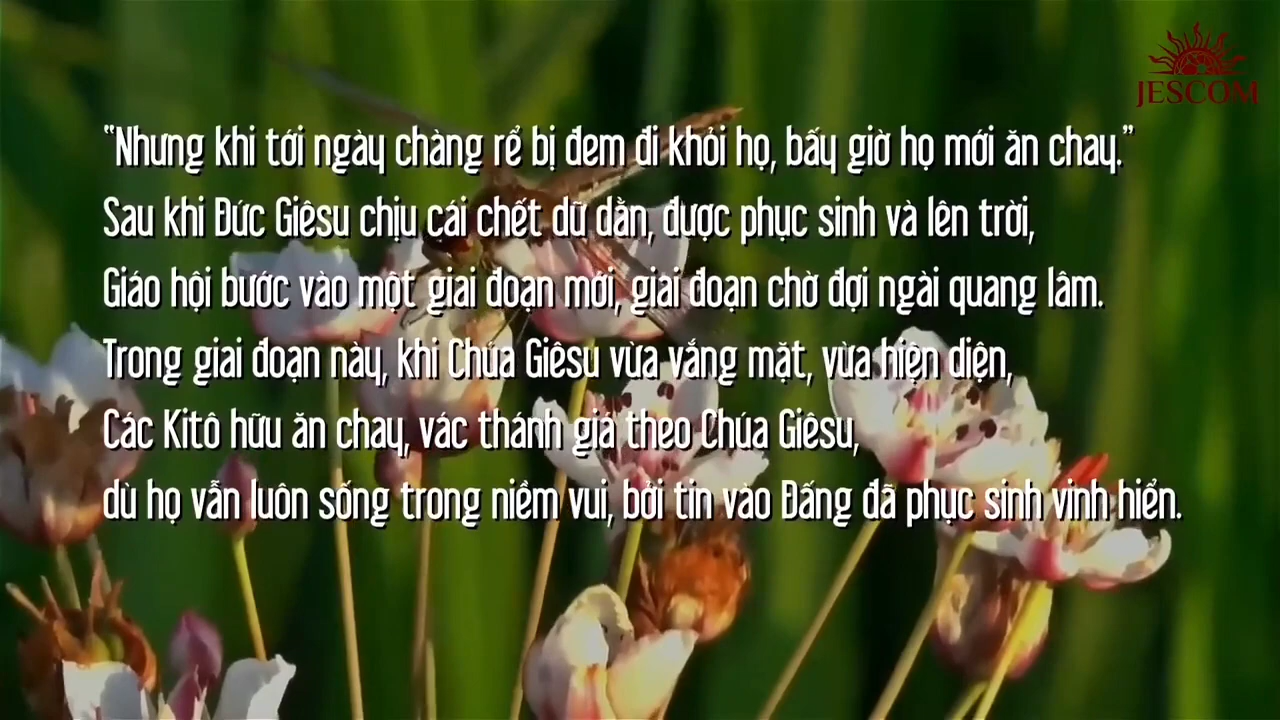 JESCOM
“Nhưng khi tới ngày chàng rể bị đem đi khỏi họ, bấy giờ họ mới ăn chay.”
Sau khi Đức Giêsu chịu cái chết dữ dằn, được phục sinh và lên trời,
Giáo hội bước vào một giai đoạn mới, giai đoạn chờ đợi ngài quang lâm.
Trong giai đoạn này, khi Chúa Giêsu vừa vắng mặt, vừa hiện diện,
Các Kitô hữu ăn chay, vác thánh giá theo Chúa Giêsu,
dù họ vẫn luôn sống trong niềm vui, bởi tin vào Đấng đã phục sinh vinh hiển.